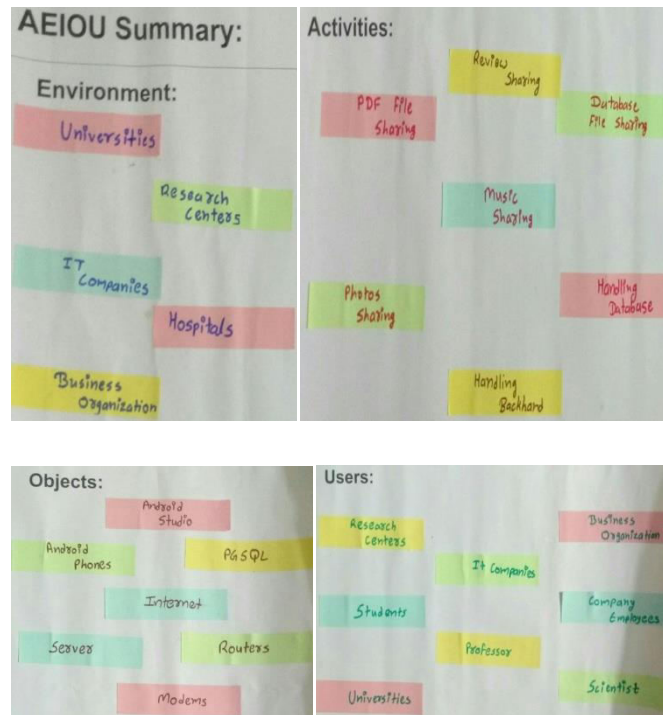 AEIOU Summary:
Environment:
Universities
Research
Centers
IT
Companies
Hospitals
Business
Organization
Activities:
Review
Sharing
PDF File
Sharing
Database
File Sharing
Music
Sharing
Photos
Sharing
Handling
Database
Handling
Backhard
Objects:
Android
Studio
Android
Phones
PGSQL
Internet
Server
Routers
Modems
Users:
Research
Centers
Business
Organization
It Companies
Students
Company
Employees
Professor
Scientist
Universities